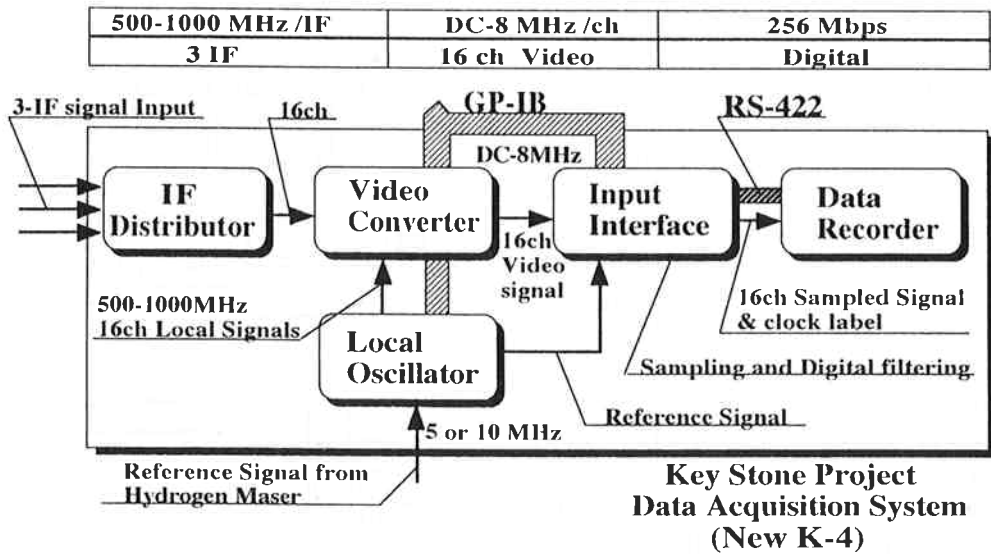 500-1000 MHz /IF DC-8 MHz /ch 256 Mbps
3 IF 16 ch Video Digital
3-IF signal Input
16ch
GP-IB
RS-422
DC-8MHz
IF
Distributor
Video
Converter
Input
Interface
Data
Recorder
16ch
Video
signal
500-1000MHz
16ch Local Signals
16ch Sampled Signal
& clock label
Local
Oscillator
Sampling and Digital filtering
Reference Signal
5 or 10 MHz
Reference Signal from
Hydrogen Maser
Key Stone Project
Data Acquisition System
(New K-4)